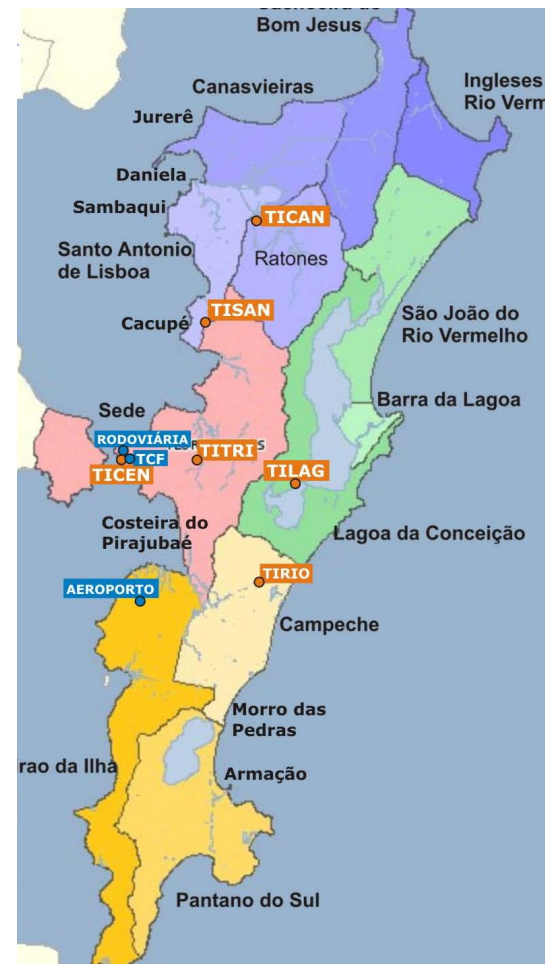 Bom Jesus
Canasvieiras
Ingleses
Rio Verm
Jurerê
Daniela
Sambaqui
TICAN
Santo Antonio
de Lisboa
Ratones
TISAN
Cacupé
São João do
Rio Vermelho
Barra da Lagoa
Sede
RODOVIÁRIA
TCF
TITRI
TICEN
TILAG
Costeira do
Pirajubaé
Lagoa da Conceição
TIRIO
AEROPORTO
Campeche
Morro das
Pedras
rao da Ilha
Armação
Pantano do Sul